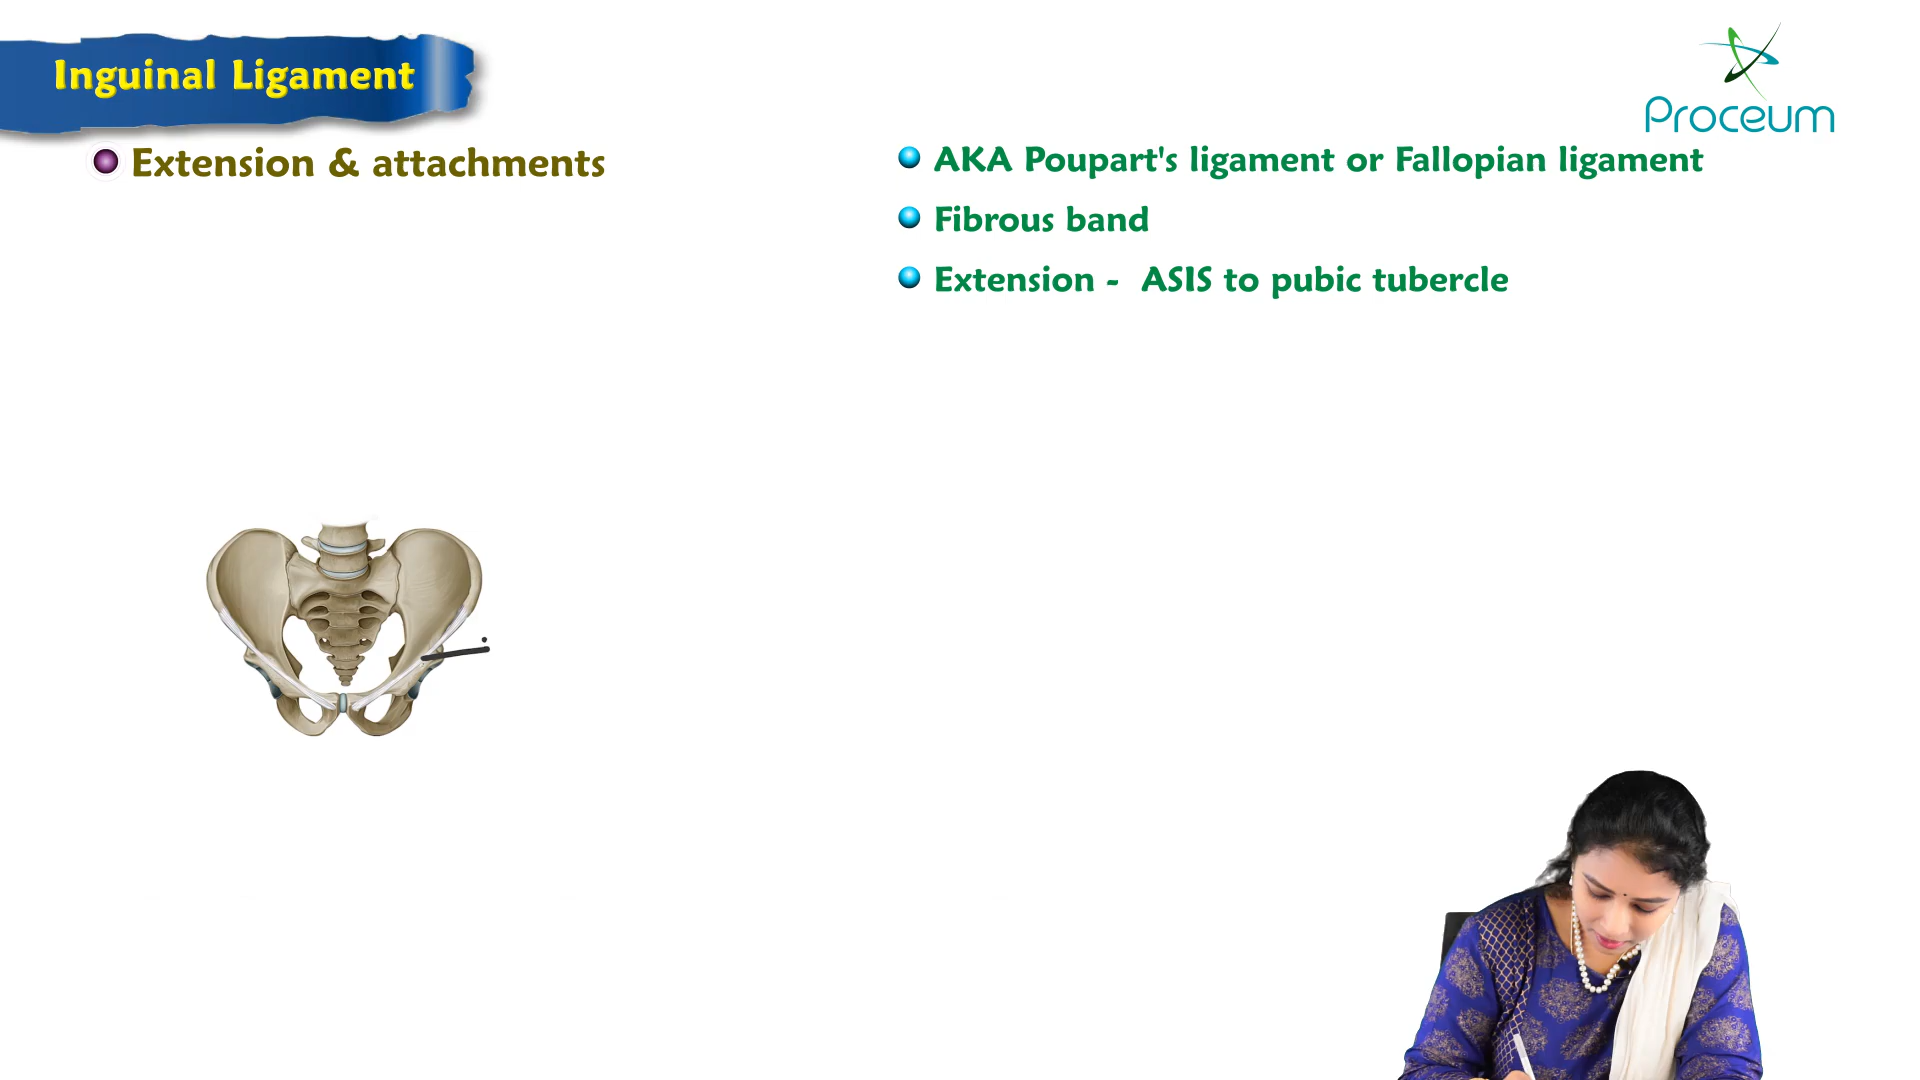 Inguinal Ligament
Proceum
Extension & attachments
AKA Poupart's ligament or Fallopian ligament
Fibrous band
Extension - ASIS to pubic tubercle